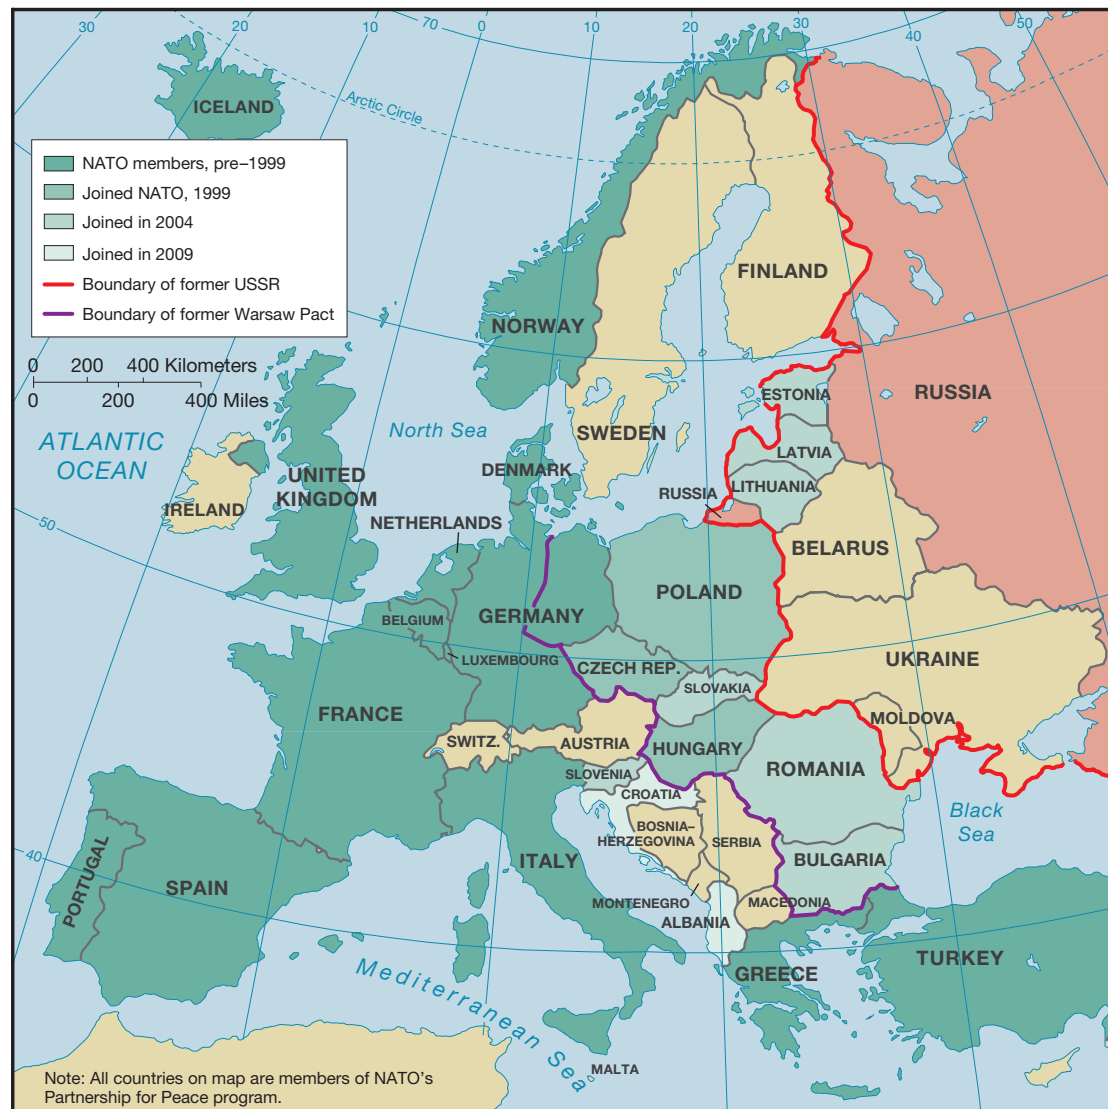 30
20
10
70
0
10
20
30
40
50
Arctic Circle
ICELAND
NATO members, pre–1999
Joined NATO, 1999
Joined in 2004
Joined in 2009
Boundary of former USSR
Boundary of former Warsaw Pact
0 200 400 Kilometers
0 200 400 Miles
FINLAND
NORWAY
SWEDEN
RUSSIA
ESTONIA
LATVIA
LITHUANIA
RUSSIA
ATLANTIC
OCEAN
North Sea
DENMARK
UNITED
KINGDOM
IRELAND
NETHERLANDS
50
BELARUS
POLAND
GERMANY
BELGIUM
LUXEMBOURG
CZECH REP.
SLOVAKIA
UKRAINE
MOLDOVA
FRANCE
SWITZ.
AUSTRIA
HUNGARY
ROMANIA
SLOVENIA
CROATIA
BOSNIA–
HERZEGOVINA
SERBIA
Black
Sea
BULGARIA
ITALY
MONTENEGRO
MACEDONIA
ALBANIA
40
PORTUGAL
SPAIN
GREECE
TURKEY
Mediterranean Sea
MALTA
Note: All countries on map are members of NATO’s
Partnership for Peace program.